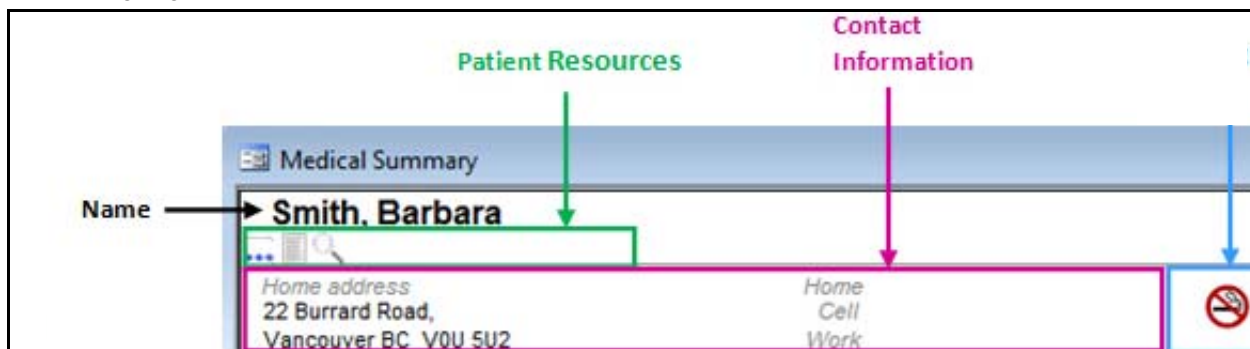 Contact
Patient Resources Information
Medical Summary
Name Smith, Barbara
Home address Home
22 Burrard Road, Cell
Vancouver BC V0U 5U2 Work